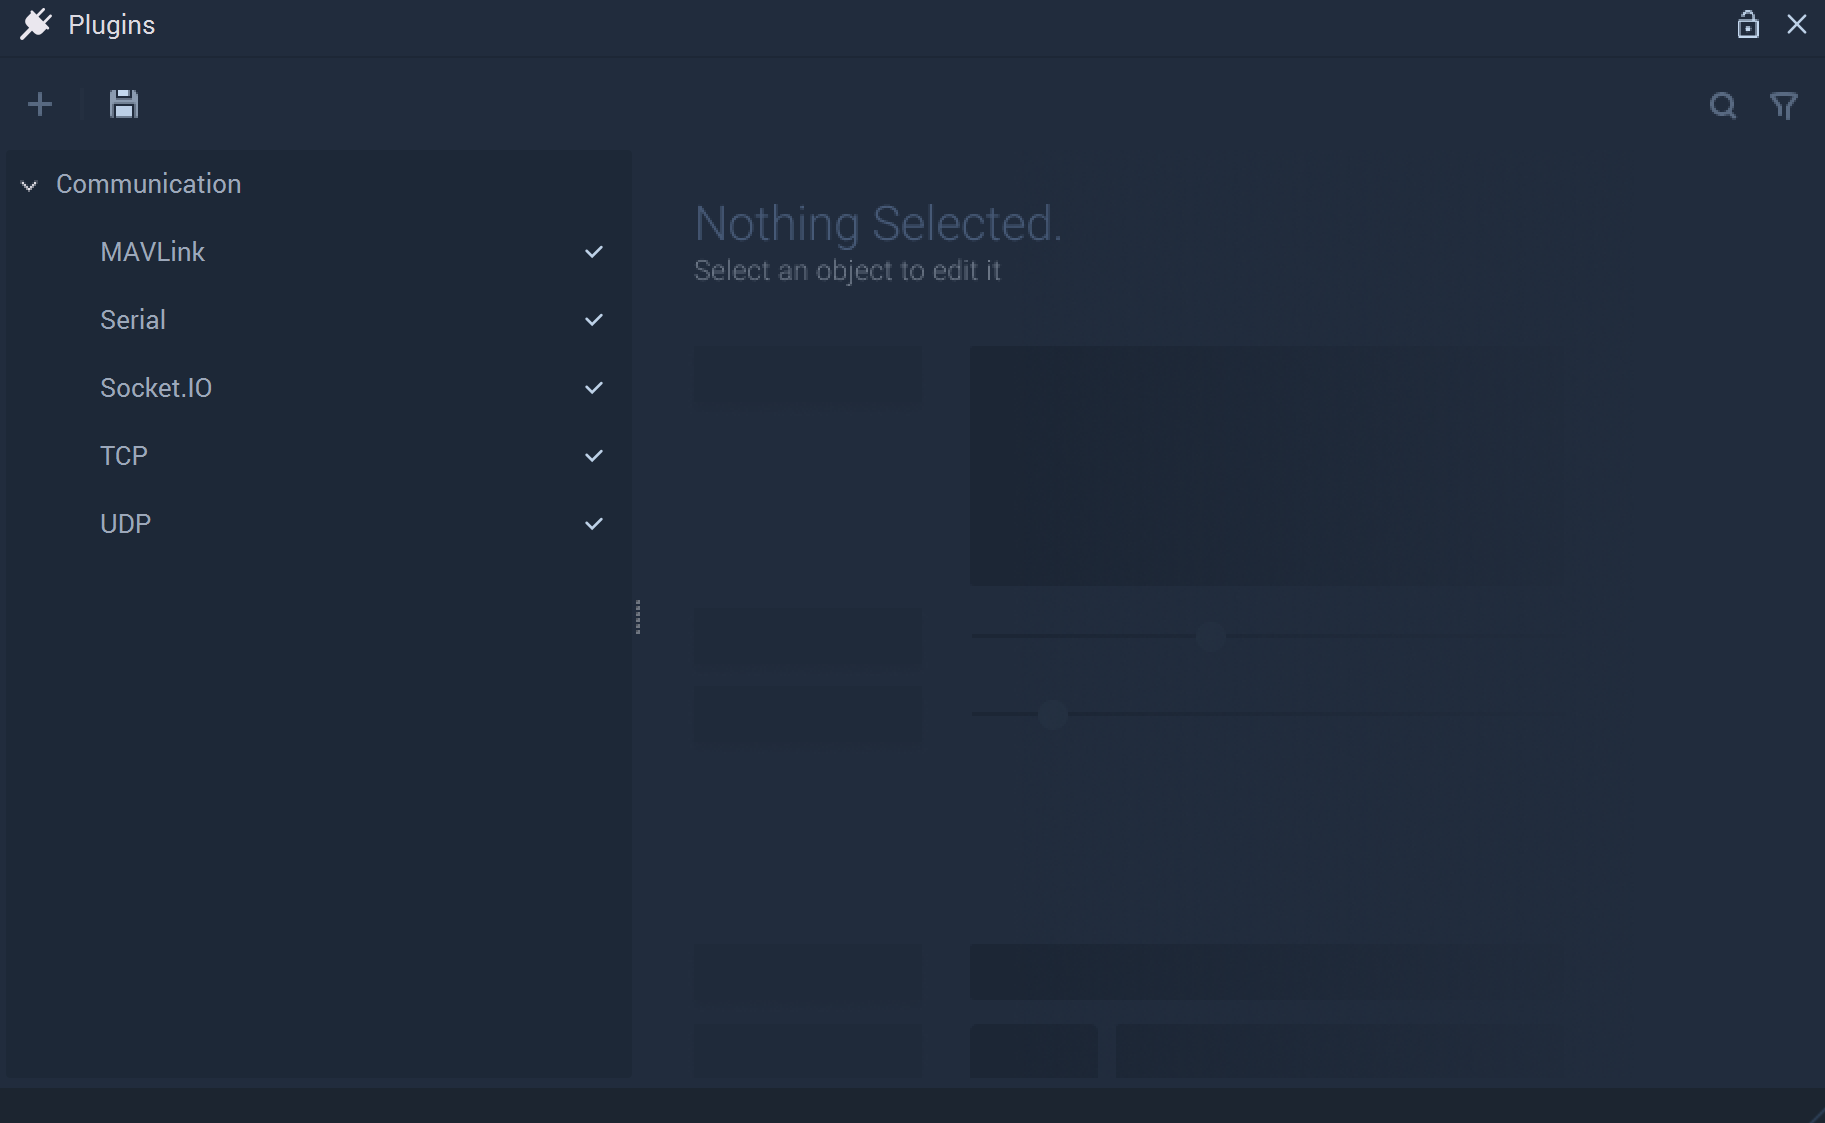 Plugins
Communication
MAVLink
Serial
Socket.IO
TCP
UDP
Nothing Selected.
Select an object to edit it